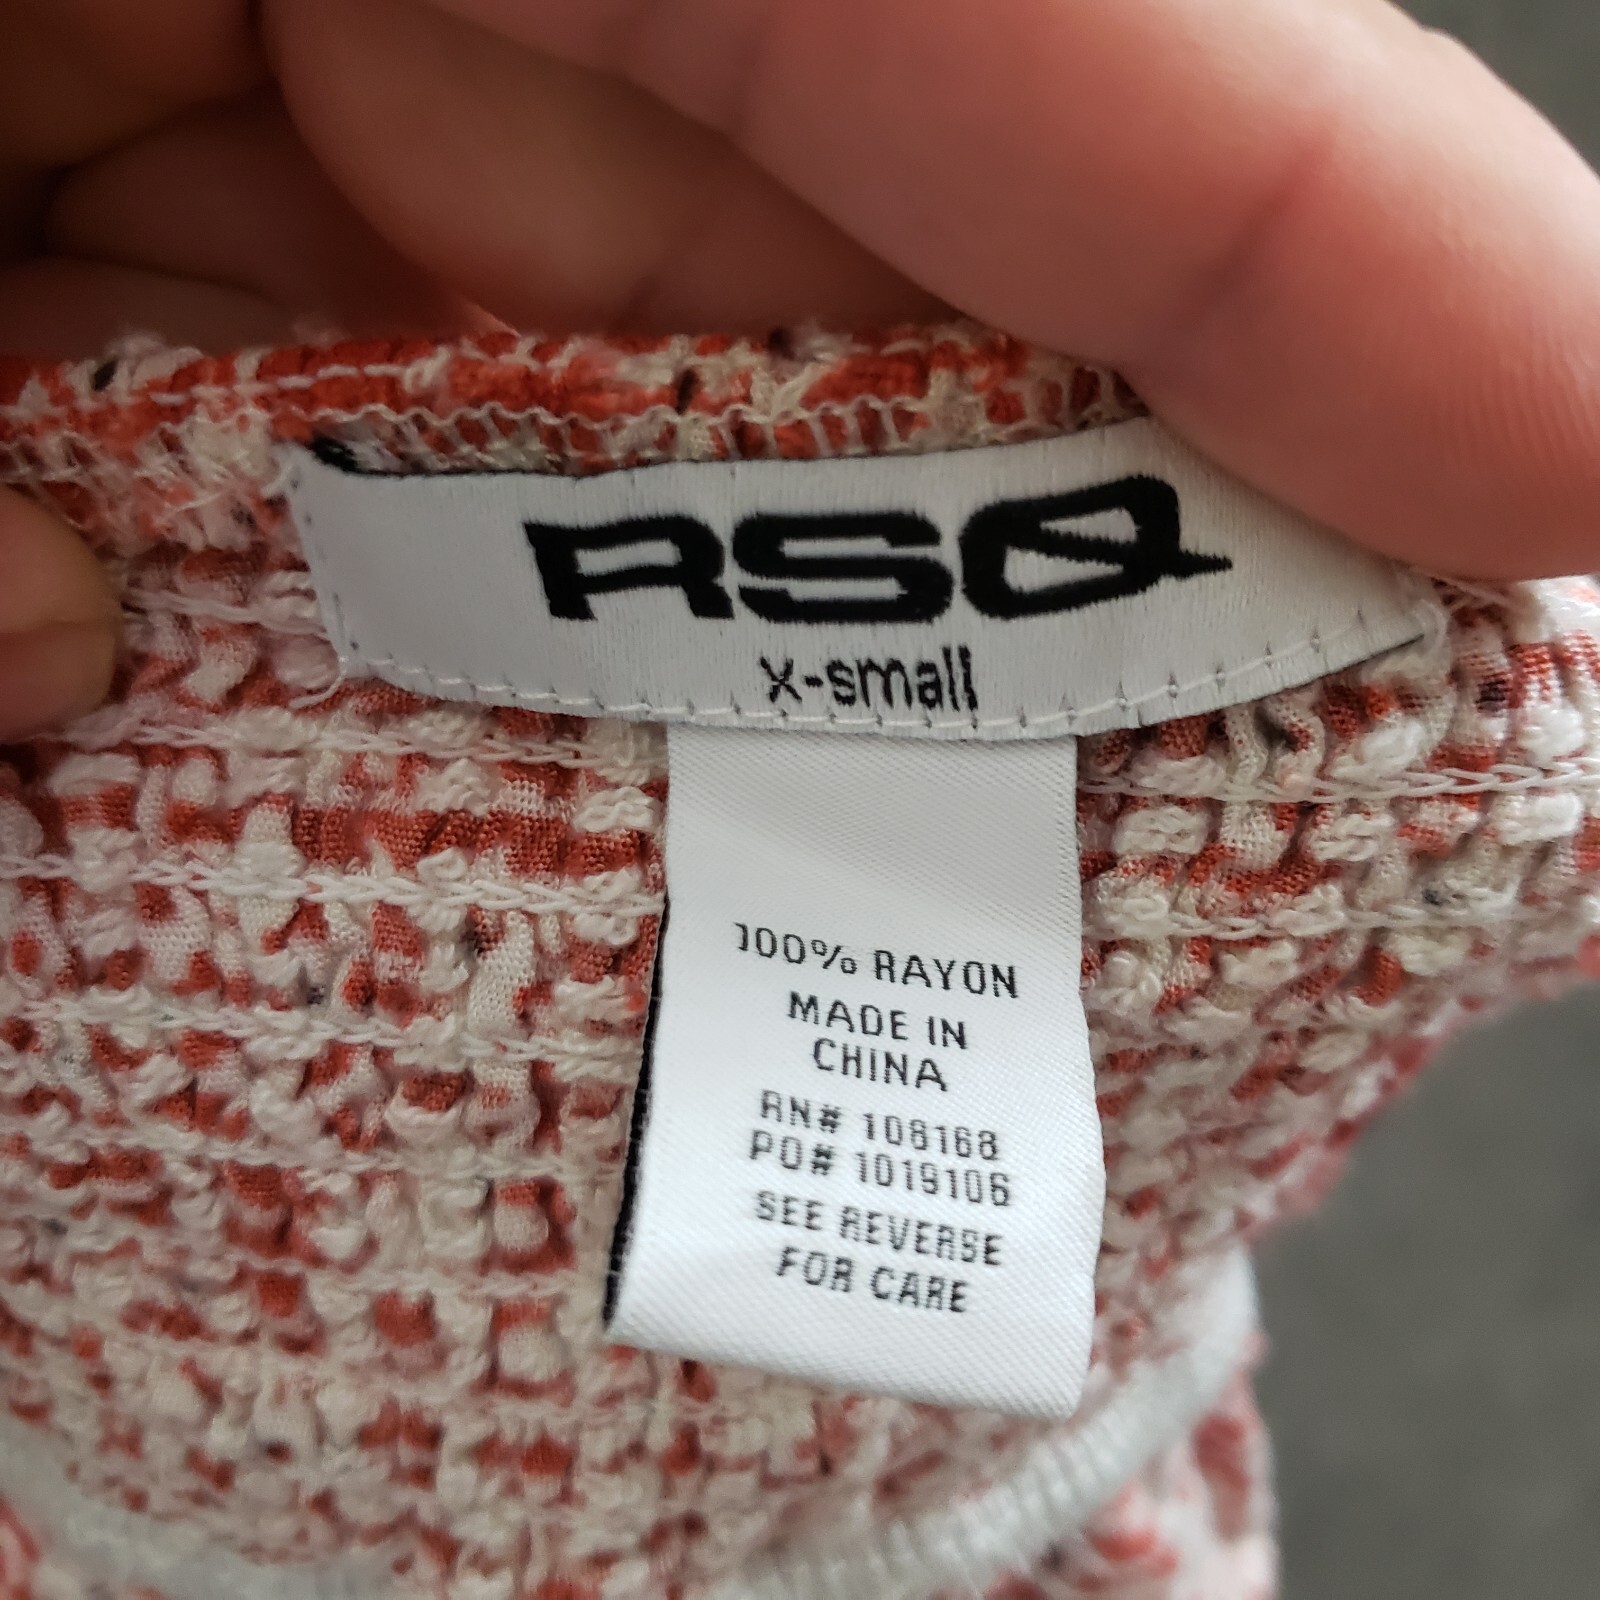 RSQ
x-small
100% RAYON
MADE IN
CHINA
RN# 108168
PO# 1019106
SEE REVERSE
FOR CARE